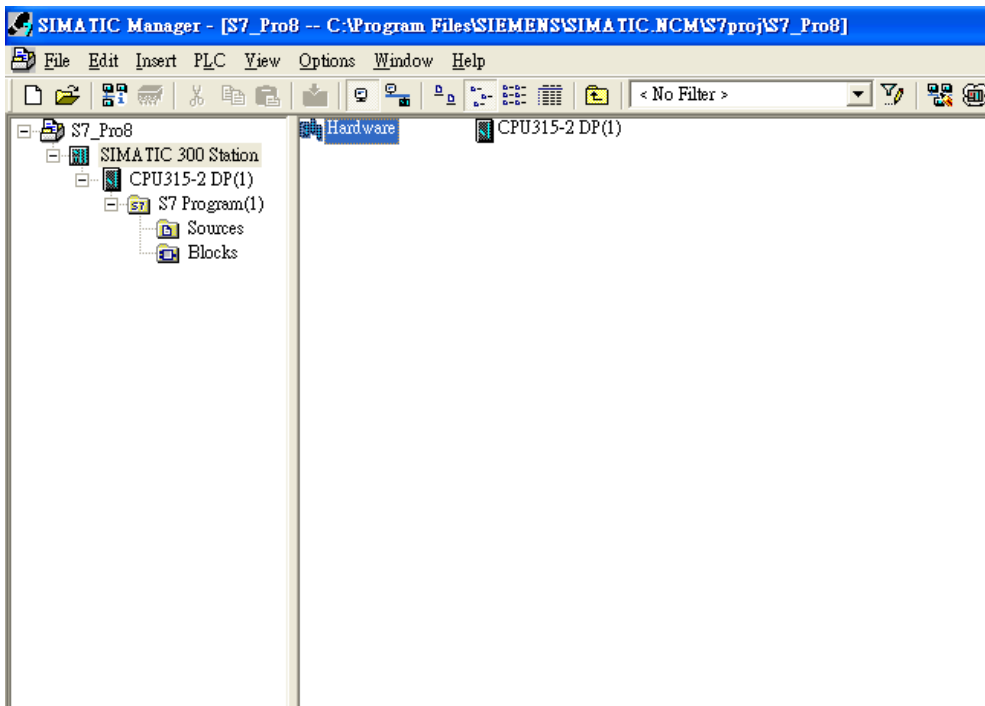 SIMATIC Manager - [S7_Pro8 -- C:\Program Files\SIEMENS\SIMATIC.NCM\S7proj\S7_Pro8]
File Edit Insert PLC View Options Window Help
< No Filter >
S7_Pro8
SIMATIC 300 Station
CPU315-2 DP(1)
S7 Program(1)
Sources
Blocks
Hardware
CPU315-2 DP(1)